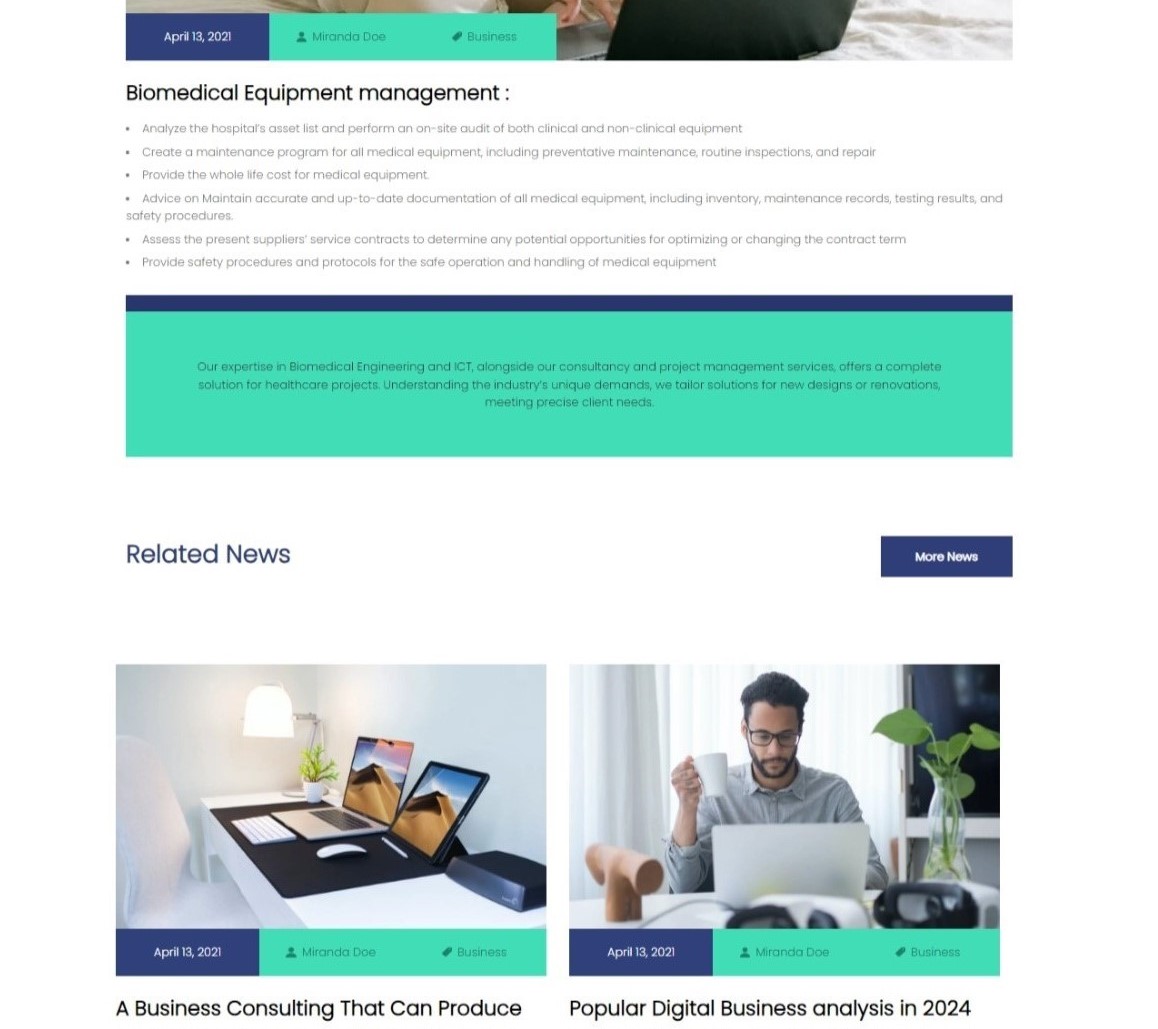 April 13, 2021 Miranda Doe Business
Biomedical Equipment management :
▪ Analyze the hospital's asset list and perform an on-site audit of both clinical and non-clinical equipment
▪ Create a maintenance program for all medical equipment, including preventative maintenance, routine inspections, and repair
▪ Provide the whole life cost for medical equipment.
▪ Advice on Maintain accurate and up-to-date documentation of all medical equipment, including inventory, maintenance records, testing results, and
safety procedures.
▪ Assess the present suppliers' service contracts to determine any potential opportunities for optimizing or changing the contract term
▪ Provide safety procedures and protocols for the safe operation and handling of medical equipment
Our expertise in Biomedical Engineering and ICT, alongside our consultancy and project management services, offers a complete
solution for healthcare projects. Understanding the industry's unique demands, we tailor solutions for new designs or renovations,
meeting precise client needs.
Related News
More News
April 13, 2021 Miranda Doe Business
A Business Consulting That Can Produce
April 13, 2021 Miranda Doe Business
Popular Digital Business analysis in 2024